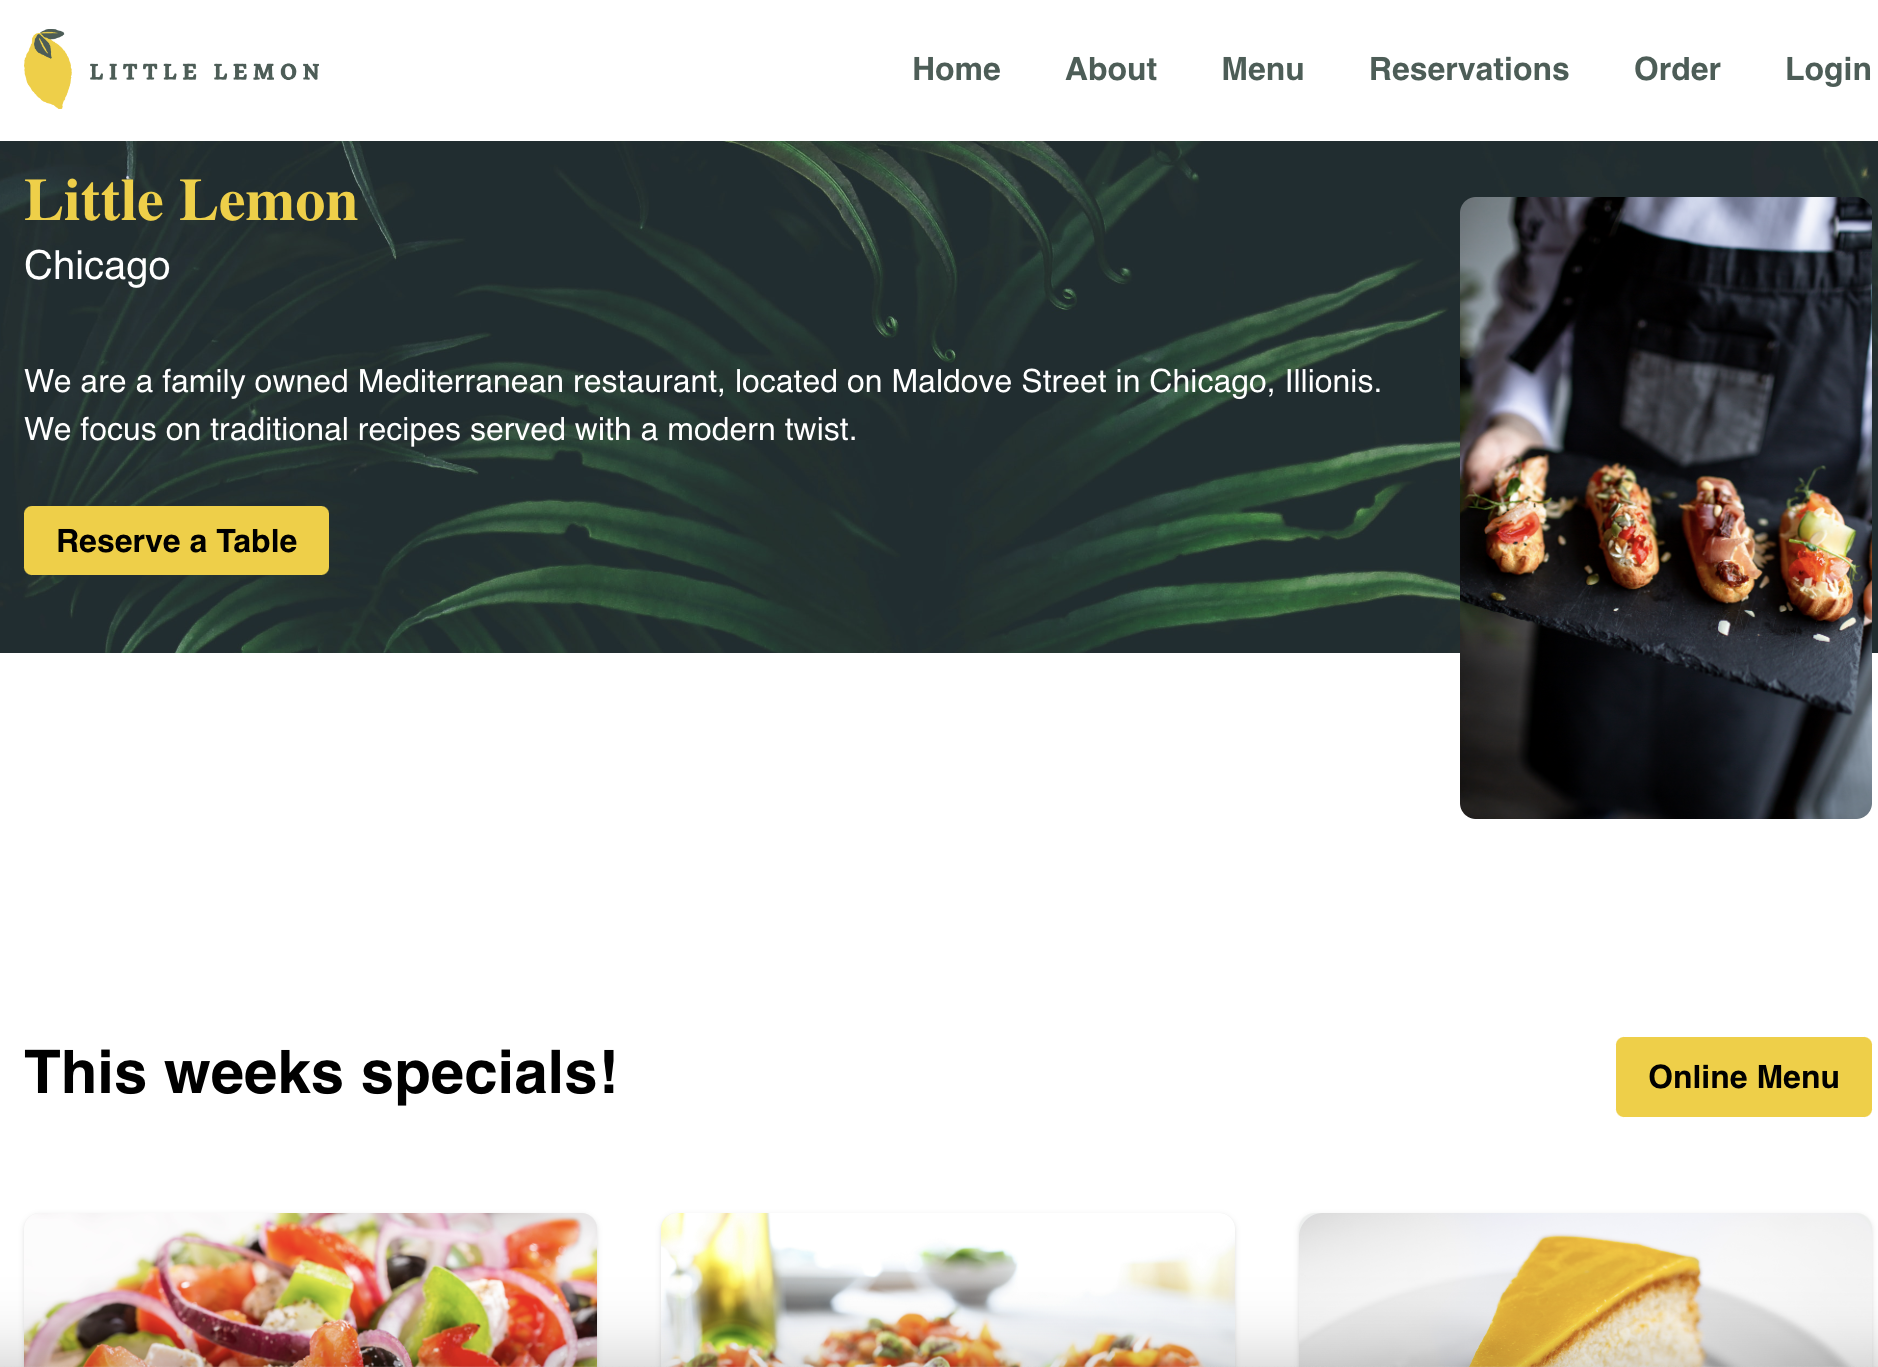 LITTLE LEMON
Home About Menu Reservations Order Login
Little Lemon
Chicago
We are a family owned Mediterranean restaurant, located on Maldove Street in Chicago, Illionis.
We focus on traditional recipes served with a modern twist.
Reserve a Table
This weeks specials!
Online Menu